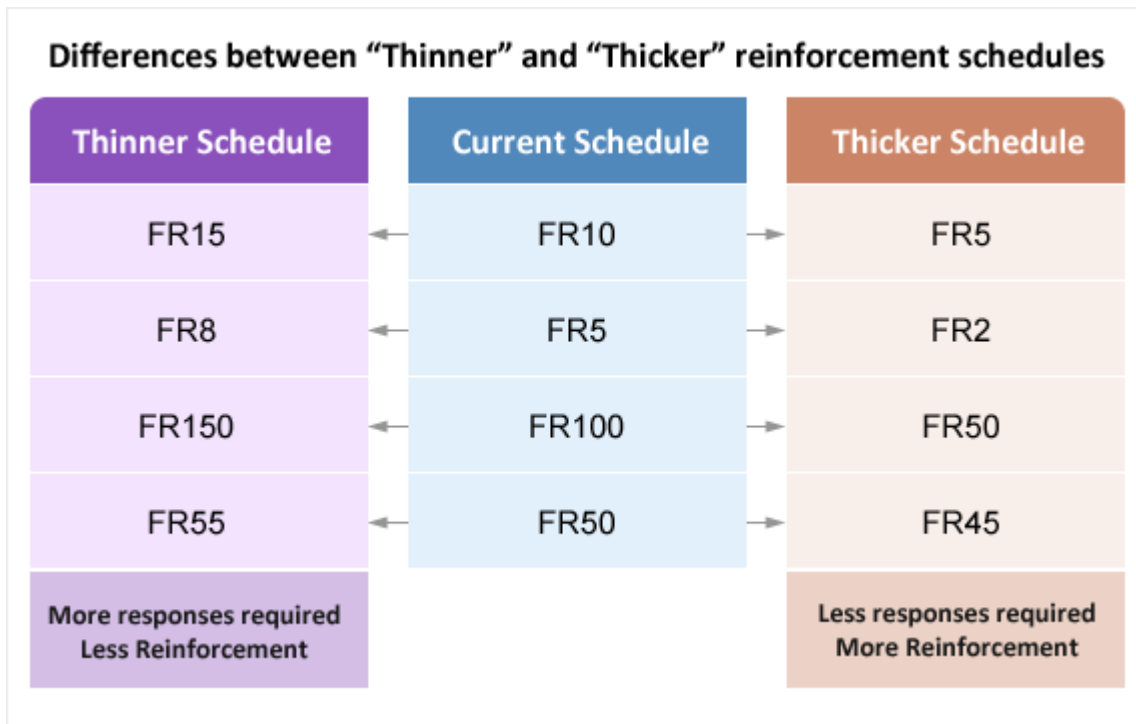 Differences between “Thinner” and “Thicker” reinforcement schedules
Thinner Schedule Current Schedule Thicker Schedule
FR15 FR10 FR5
FR8 FR5 FR2
FR150 FR100 FR50
FR55 FR50 FR45
More responses required Less responses required
Less Reinforcement More Reinforcement